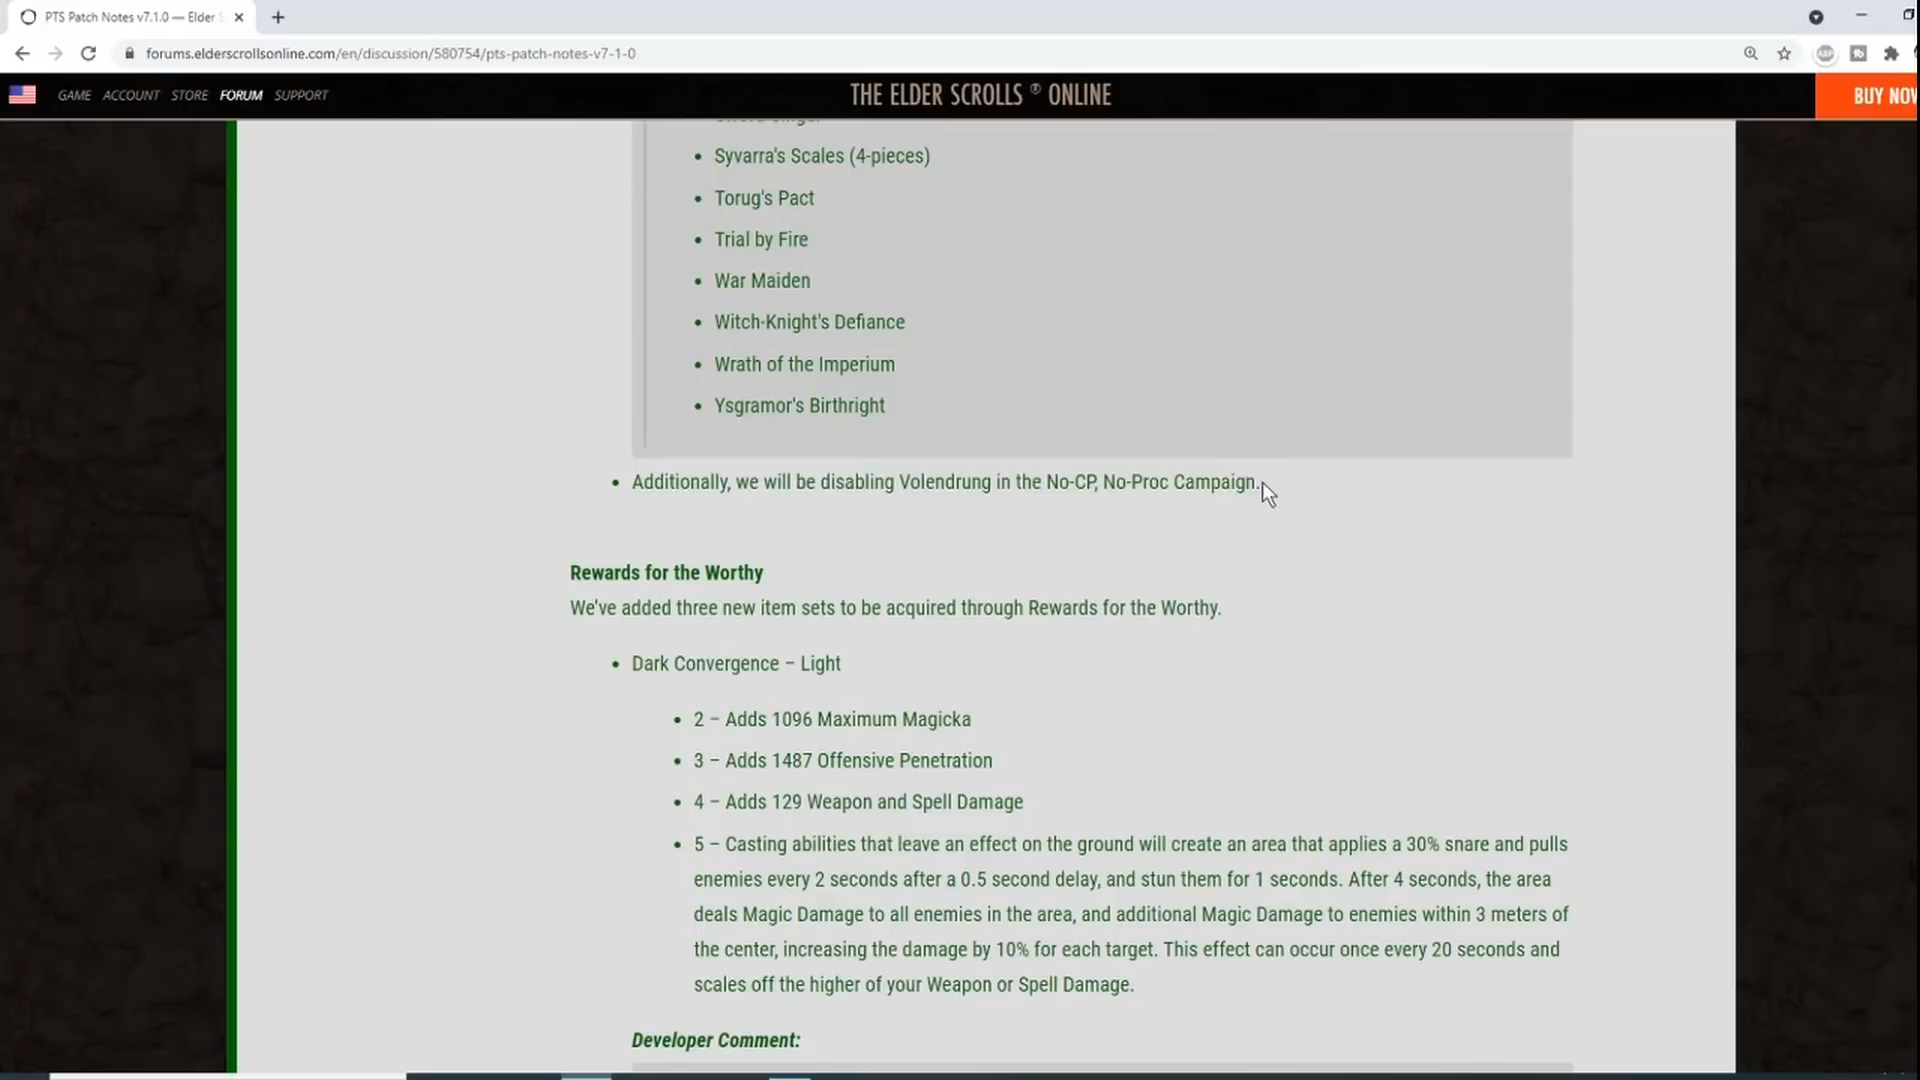 PTS Patch Notes v7.1.0 — Elder S
forums.elderscrollsonline.com/en/discussion/580754/pts-patch-notes-v7-1-0
GAME ACCOUNT STORE FORUM SUPPORT
THE ELDER SCROLLS ® ONLINE
BUY NOW
• Syvarra's Scales (4-pieces)
• Torug's Pact
• Trial by Fire
• War Maiden
• Witch-Knight's Defiance
• Wrath of the Imperium
• Ysgramor's Birthright
• Additionally, we will be disabling Volendrung in the No-CP, No-Proc Campaign.
Rewards for the Worthy
We've added three new item sets to be acquired through Rewards for the Worthy.
• Dark Convergence – Light
• 2 – Adds 1096 Maximum Magicka
• 3 – Adds 1487 Offensive Penetration
• 4 – Adds 129 Weapon and Spell Damage
• 5 – Casting abilities that leave an effect on the ground will create an area that applies a 30% snare and pulls
enemies every 2 seconds after a 0.5 second delay, and stun them for 1 seconds. After 4 seconds, the area
deals Magic Damage to all enemies in the area, and additional Magic Damage to enemies within 3 meters of
the center, increasing the damage by 10% for each target. This effect can occur once every 20 seconds and
scales off the higher of your Weapon or Spell Damage.
Developer Comment: